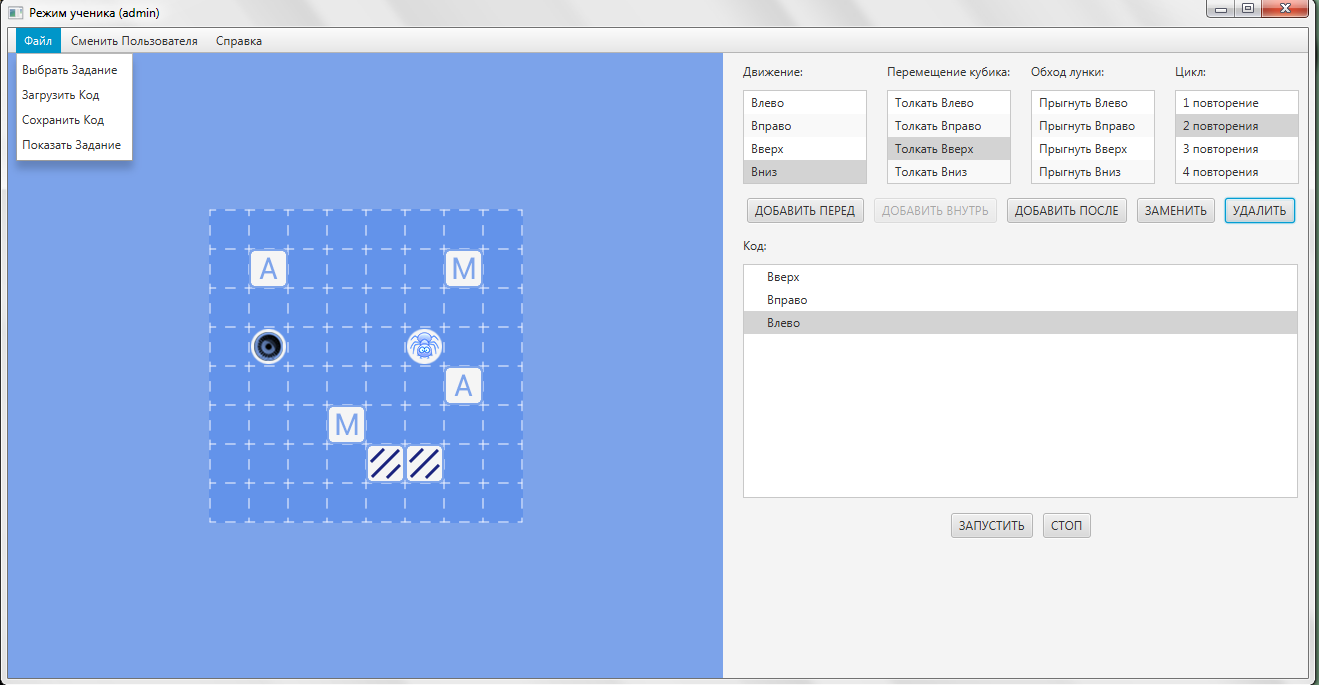 Режим ученика (admin)
Файл Сменить Пользователя Справка
Выбрать Задание
Загрузить Код
Сохранить Код
Показать Задание
А М
А
М
Движение: Перемещение кубика: Обход лунки: Цикл:
Влево Толкать Влево Прыгнуть Влево 1 повторение
Вправо Толкать Вправо Прыгнуть Вправо 2 повторения
Вверх Толкать Вверх Прыгнуть Вверх 3 повторения
Вниз Толкать Вниз Прыгнуть Вниз 4 повторения
ДОБАВИТЬ ПЕРЕД ДОБАВИТЬ ВНУТРЬ ДОБАВИТЬ ПОСЛЕ ЗАМЕНИТЬ УДАЛИТЬ
Код:
Вверх
Вправо
Влево
ЗАПУСТИТЬ СТОП